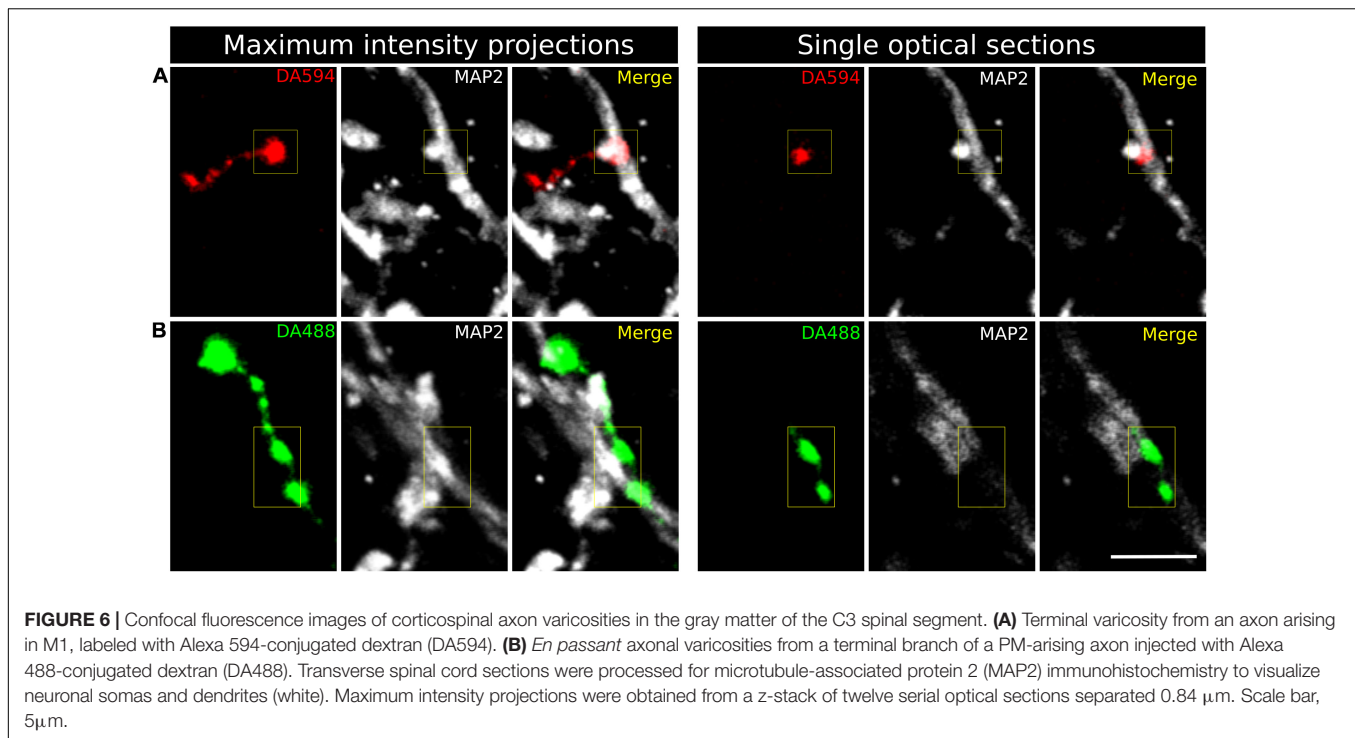 Maximum intensity projections
Single optical sections
A
DA594
MAP2
Merge
DA594
MAP2
Merge
B
DA488
MAP2
Merge
DA488
MAP2
Merge
FIGURE 6 | Confocal fluorescence images of corticospinal axon varicosities in the gray matter of the C3 spinal segment. (A) Terminal varicosity from an axon arising
in M1, labeled with Alexa 594-conjugated dextran (DA594). (B) En passant axonal varicosities from a terminal branch of a PM-arising axon injected with Alexa
488-conjugated dextran (DA488). Transverse spinal cord sections were processed for microtubule-associated protein 2 (MAP2) immunohistochemistry to visualize
neuronal somas and dendrites (white). Maximum intensity projections were obtained from a z-stack of twelve serial optical sections separated 0.84 μm. Scale bar,
5μm.